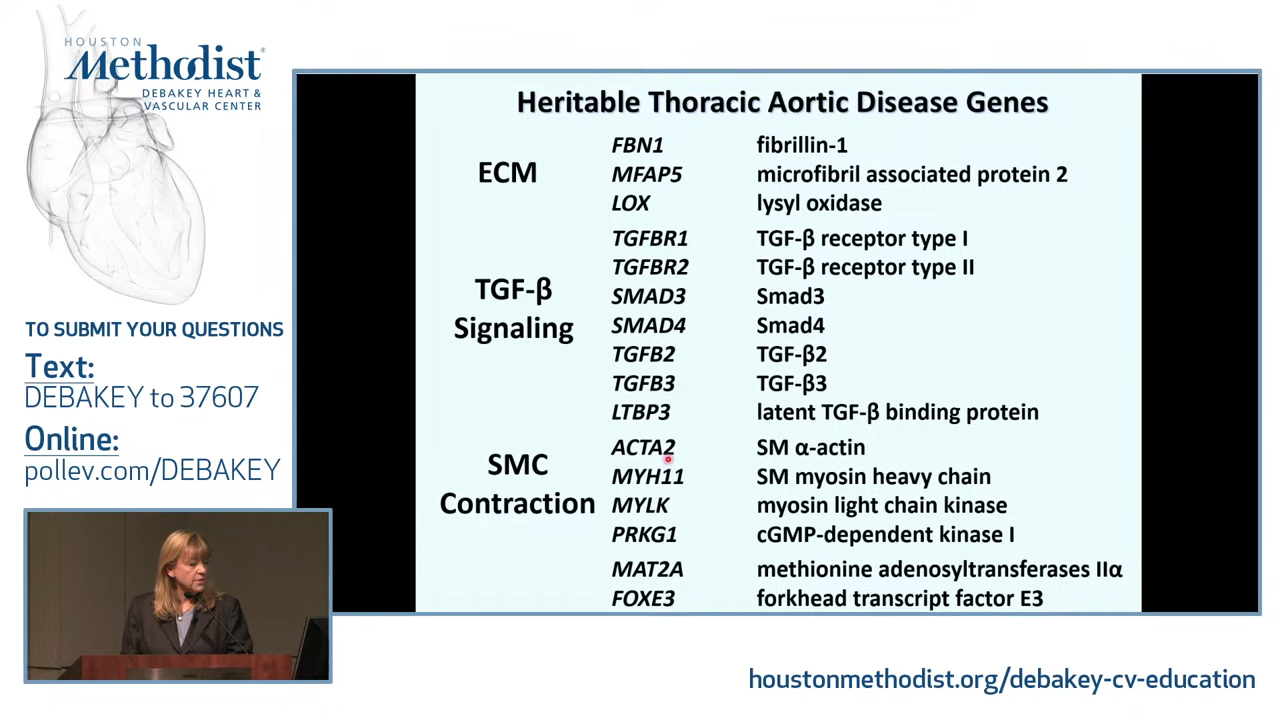 HOUSTON
Methodist®
DEBAKEY HEART &
VASCULAR CENTER
TO SUBMIT YOUR QUESTIONS
Text:
DEBAKEY to 37607
Online:
pollev.com/DEBAKEY
Heritable Thoracic Aortic Disease Genes
ECM
FBN1 fibrillin-1
MFAP5 microfibril associated protein 2
LOX lysyl oxidase
TGF-β
Signaling
TGFBR1 TGF-β receptor type I
TGFBR2 TGF-β receptor type II
SMAD3 Smad3
SMAD4 Smad4
TGFB2 TGF-β2
TGFB3 TGF-β3
LTBP3 latent TGF-β binding protein
SMC
Contraction
ACTA2 SM α-actin
MYH11 SM myosin heavy chain
MYLK myosin light chain kinase
PRKG1 cGMP-dependent kinase I
MAT2A methionine adenosyltransferases IIα
FOXE3 forkhead transcript factor E3
houstonmethodist.org/debakey-cv-education